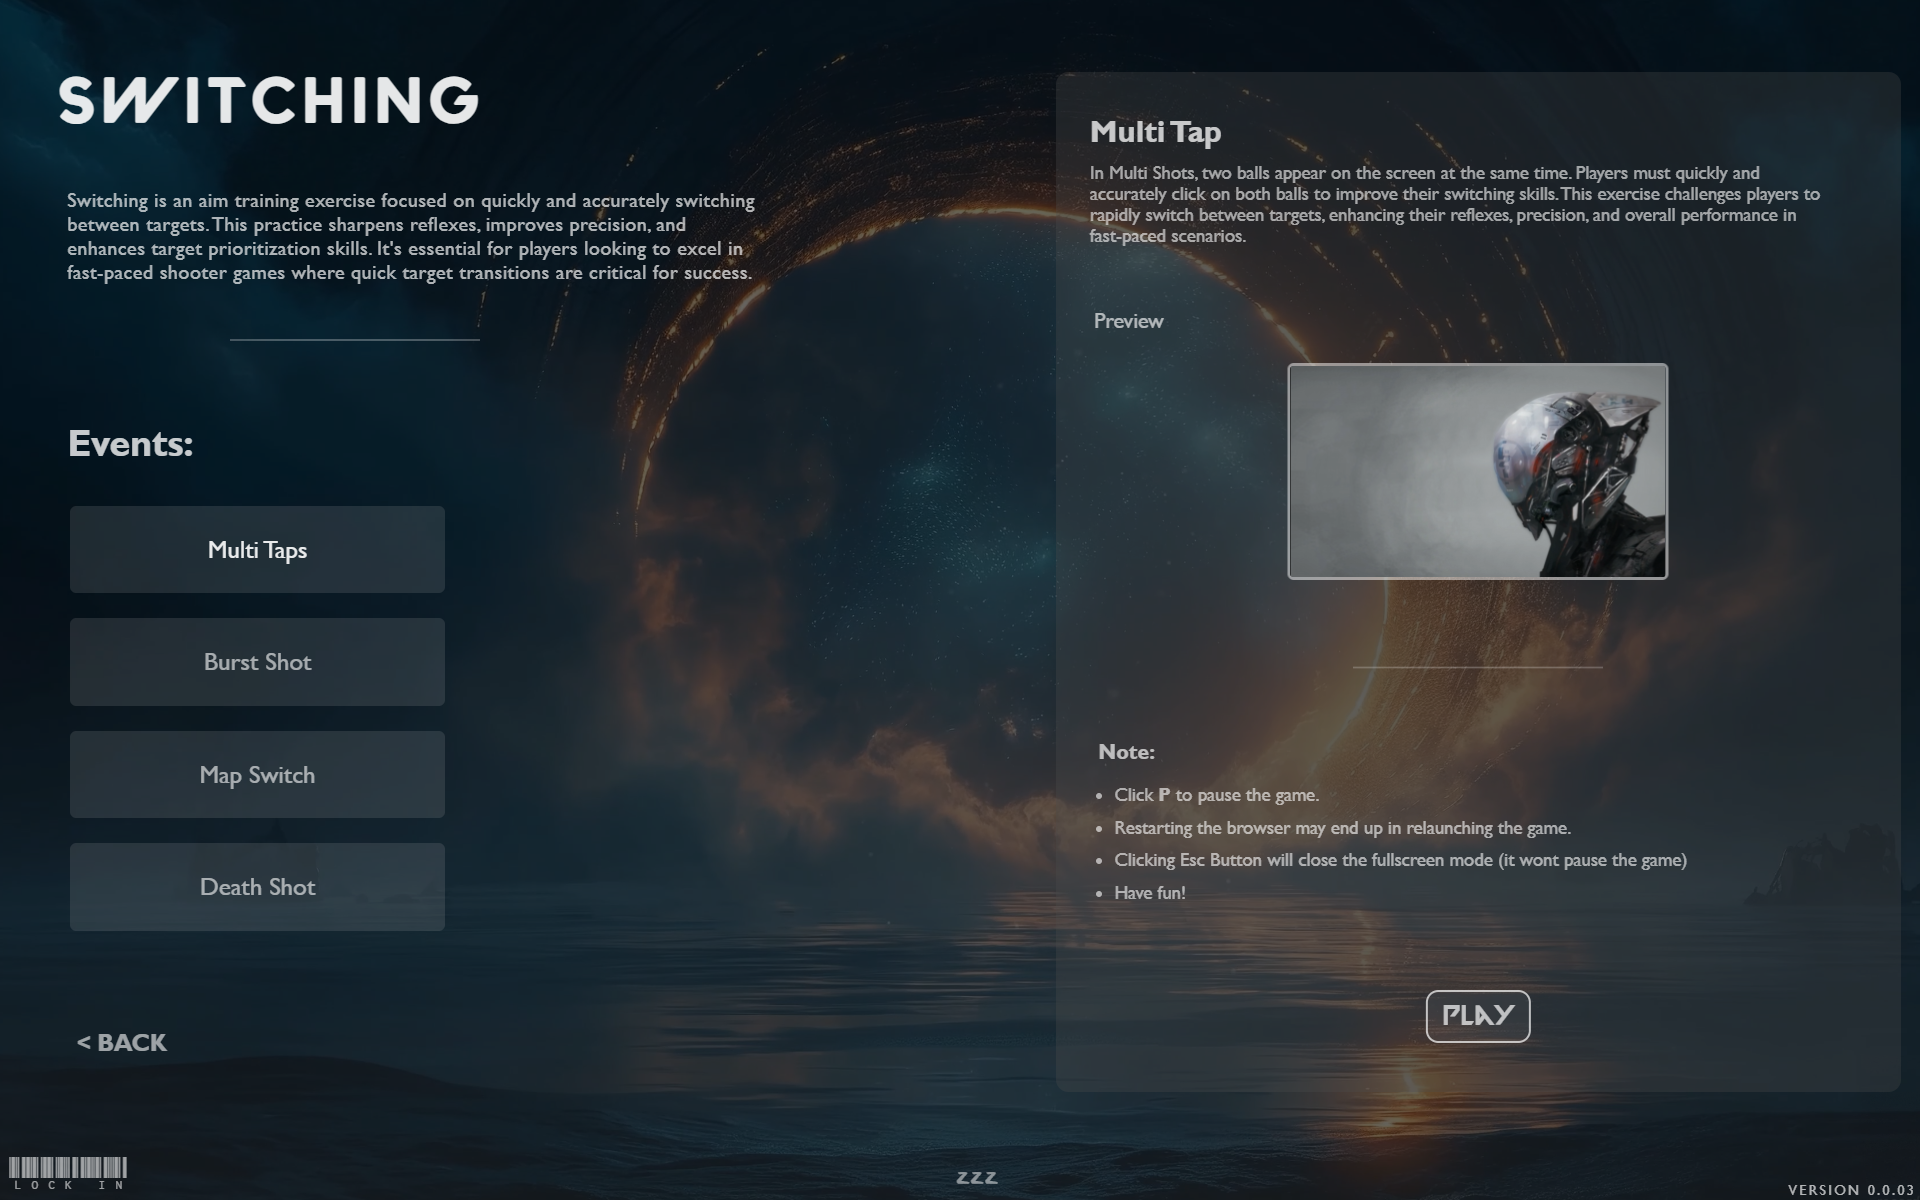 SWITCHING
Switching is an aim training exercise focused on quickly and accurately switching
between targets. This practice sharpens reflexes, improves precision, and
enhances target prioritization skills. It's essential for players looking to excel in
fast-paced shooter games where quick target transitions are critical for success.
Events:
Multi Taps
Burst Shot
Map Switch
Death Shot
< BACK
Multi Tap
In Multi Shots, two balls appear on the screen at the same time. Players must quickly and
accurately click on both balls to improve their switching skills. This exercise challenges players to
rapidly switch between targets, enhancing their reflexes, precision, and overall performance in
fast-paced scenarios.
Preview
Note:
• Click P to pause the game.
• Restarting the browser may end up in relaunching the game.
• Clicking Esc Button will close the fullscreen mode (it wont pause the game)
• Have fun!
PLAY
LOCK IN
zzz
VERSION 0.0.03